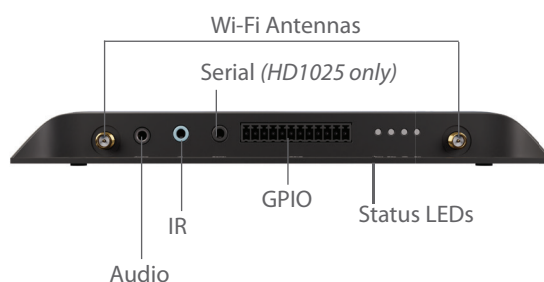 Wi-Fi Antennas
Serial (HD1025 only)
GPIO
Status LEDs
IR
Audio